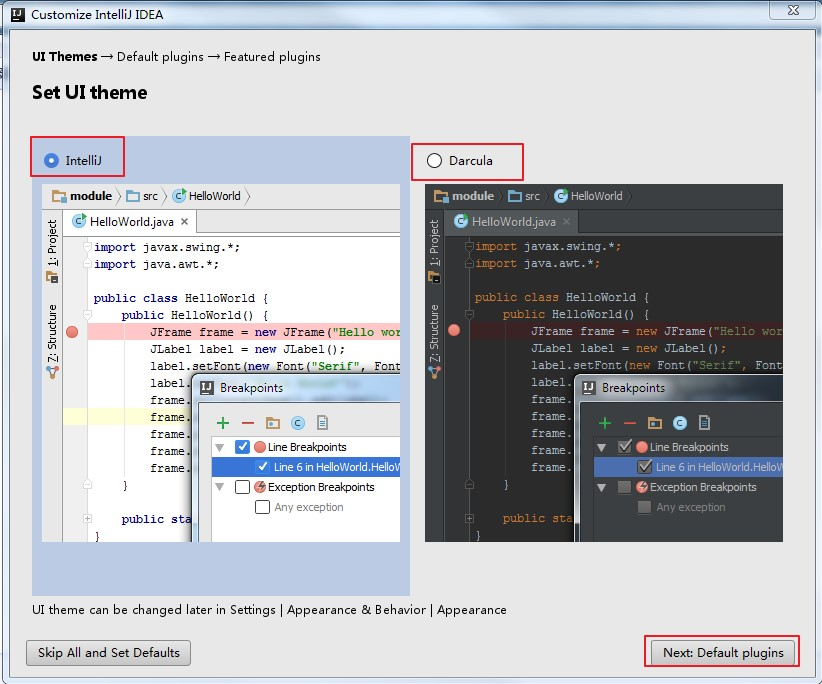 IJ Customize IntelliJ IDEA
UI Themes → Default plugins → Featured plugins
Set UI theme
IntelliJ
module src HelloWorld
HelloWorld.java
1: Project
Z: Structure
import javax.swing.*;
import java.awt.*;
public class HelloWorld {
public HelloWorld() {
JFrame frame = new JFrame("Hello wor
JLabel label = new JLabel();
label.setFont(new Font("Serif", Font
label.
frame.
frame.
frame.
frame.
frame.
}
public sta
}
IJ Breakpoints
Line Breakpoints
Line 6 in HelloWorld.HelloW
Exception Breakpoints
Any exception
Darcula
module src HelloWorld
HelloWorld.java
1: Project
Z: Structure
import javax.swing.*;
import java.awt.*;
public class HelloWorld {
public HelloWorld() {
JFrame frame = new JFrame("Hello wor
JLabel label = new JLabel();
label.setFont(new Font("Serif", Font
label.
frame.
frame.
frame.
frame.
frame.
}
public sta
}
IJ Breakpoints
Line Breakpoints
Line 6 in HelloWorld.HelloW
Exception Breakpoints
Any exception
UI theme can be changed later in Settings | Appearance & Behavior | Appearance
Skip All and Set Defaults
Next: Default plugins